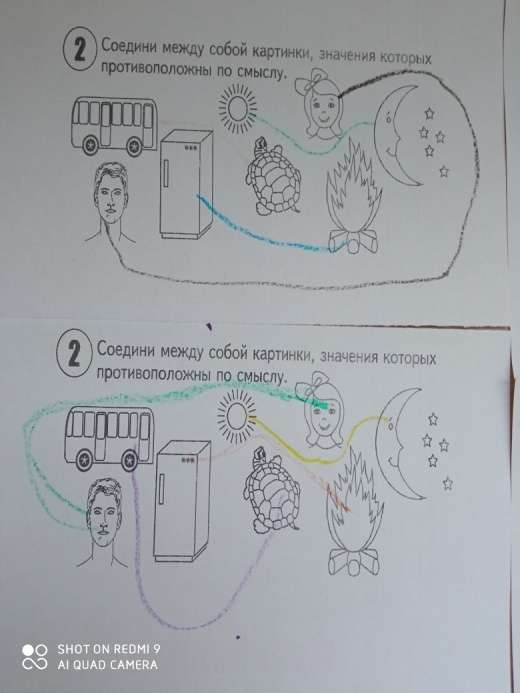 2 Соедини между собой картинки, значения которых
противоположны по смыслу.
2 Соедини между собой картинки, значения которых
противоположны по смыслу.
SHOT ON REDMI 9
AI QUAD CAMERA